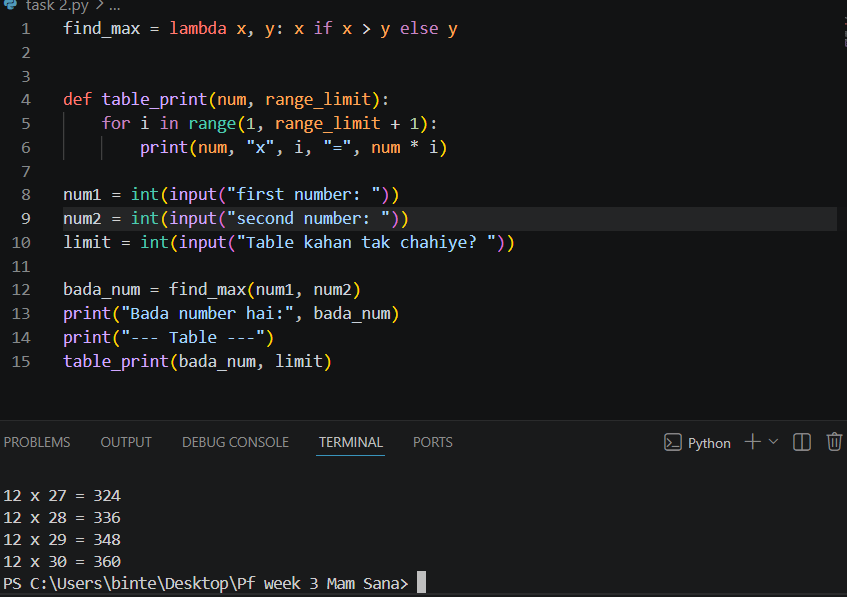 task 2.py > ...
1 find_max = lambda x, y: x if x > y else y
2
3
4 def table_print(num, range_limit):
5     for i in range(1, range_limit + 1):
6         print(num, "x", i, "=", num * i)
7
8 num1 = int(input("first number: "))
9 num2 = int(input("second number: "))
10 limit = int(input("Table kahan tak chahiye? "))
11
12 bada_num = find_max(num1, num2)
13 print("Bada number hai:", bada_num)
14 print("--- Table ---")
15 table_print(bada_num, limit)
PROBLEMS OUTPUT DEBUG CONSOLE TERMINAL PORTS Python
12 x 27 = 324
12 x 28 = 336
12 x 29 = 348
12 x 30 = 360
PS C:\Users\binte\Desktop\Pf week 3 Mam Sana>